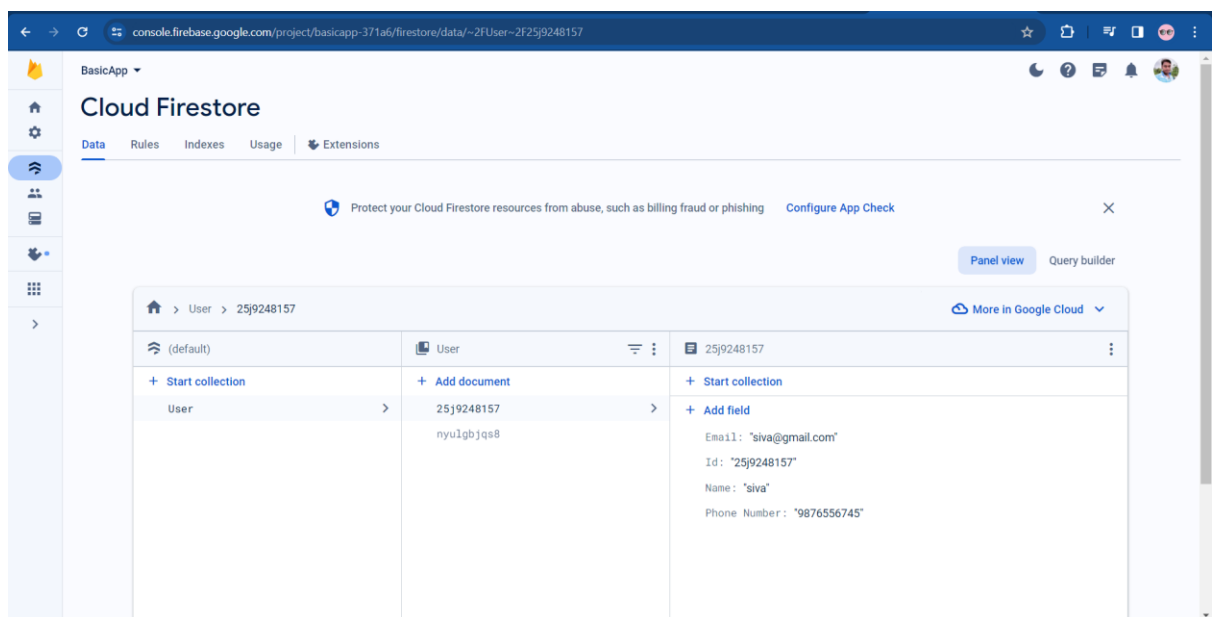 console.firebase.google.com/project/basicapp-371a6/firestore/data/~2FUser~2F25j9248157
BasicApp
Cloud Firestore
Data Rules Indexes Usage Extensions
Protect your Cloud Firestore resources from abuse, such as billing fraud or phishing Configure App Check
Panel view Query builder
User > 25j9248157 More in Google Cloud
(default) User 25j9248157
+ Start collection + Add document + Start collection
User 25j9248157 + Add field
nyulgbjqs8 Email: "siva@gmail.com"
Id: "25j9248157"
Name: "siva"
Phone Number: "9876556745"